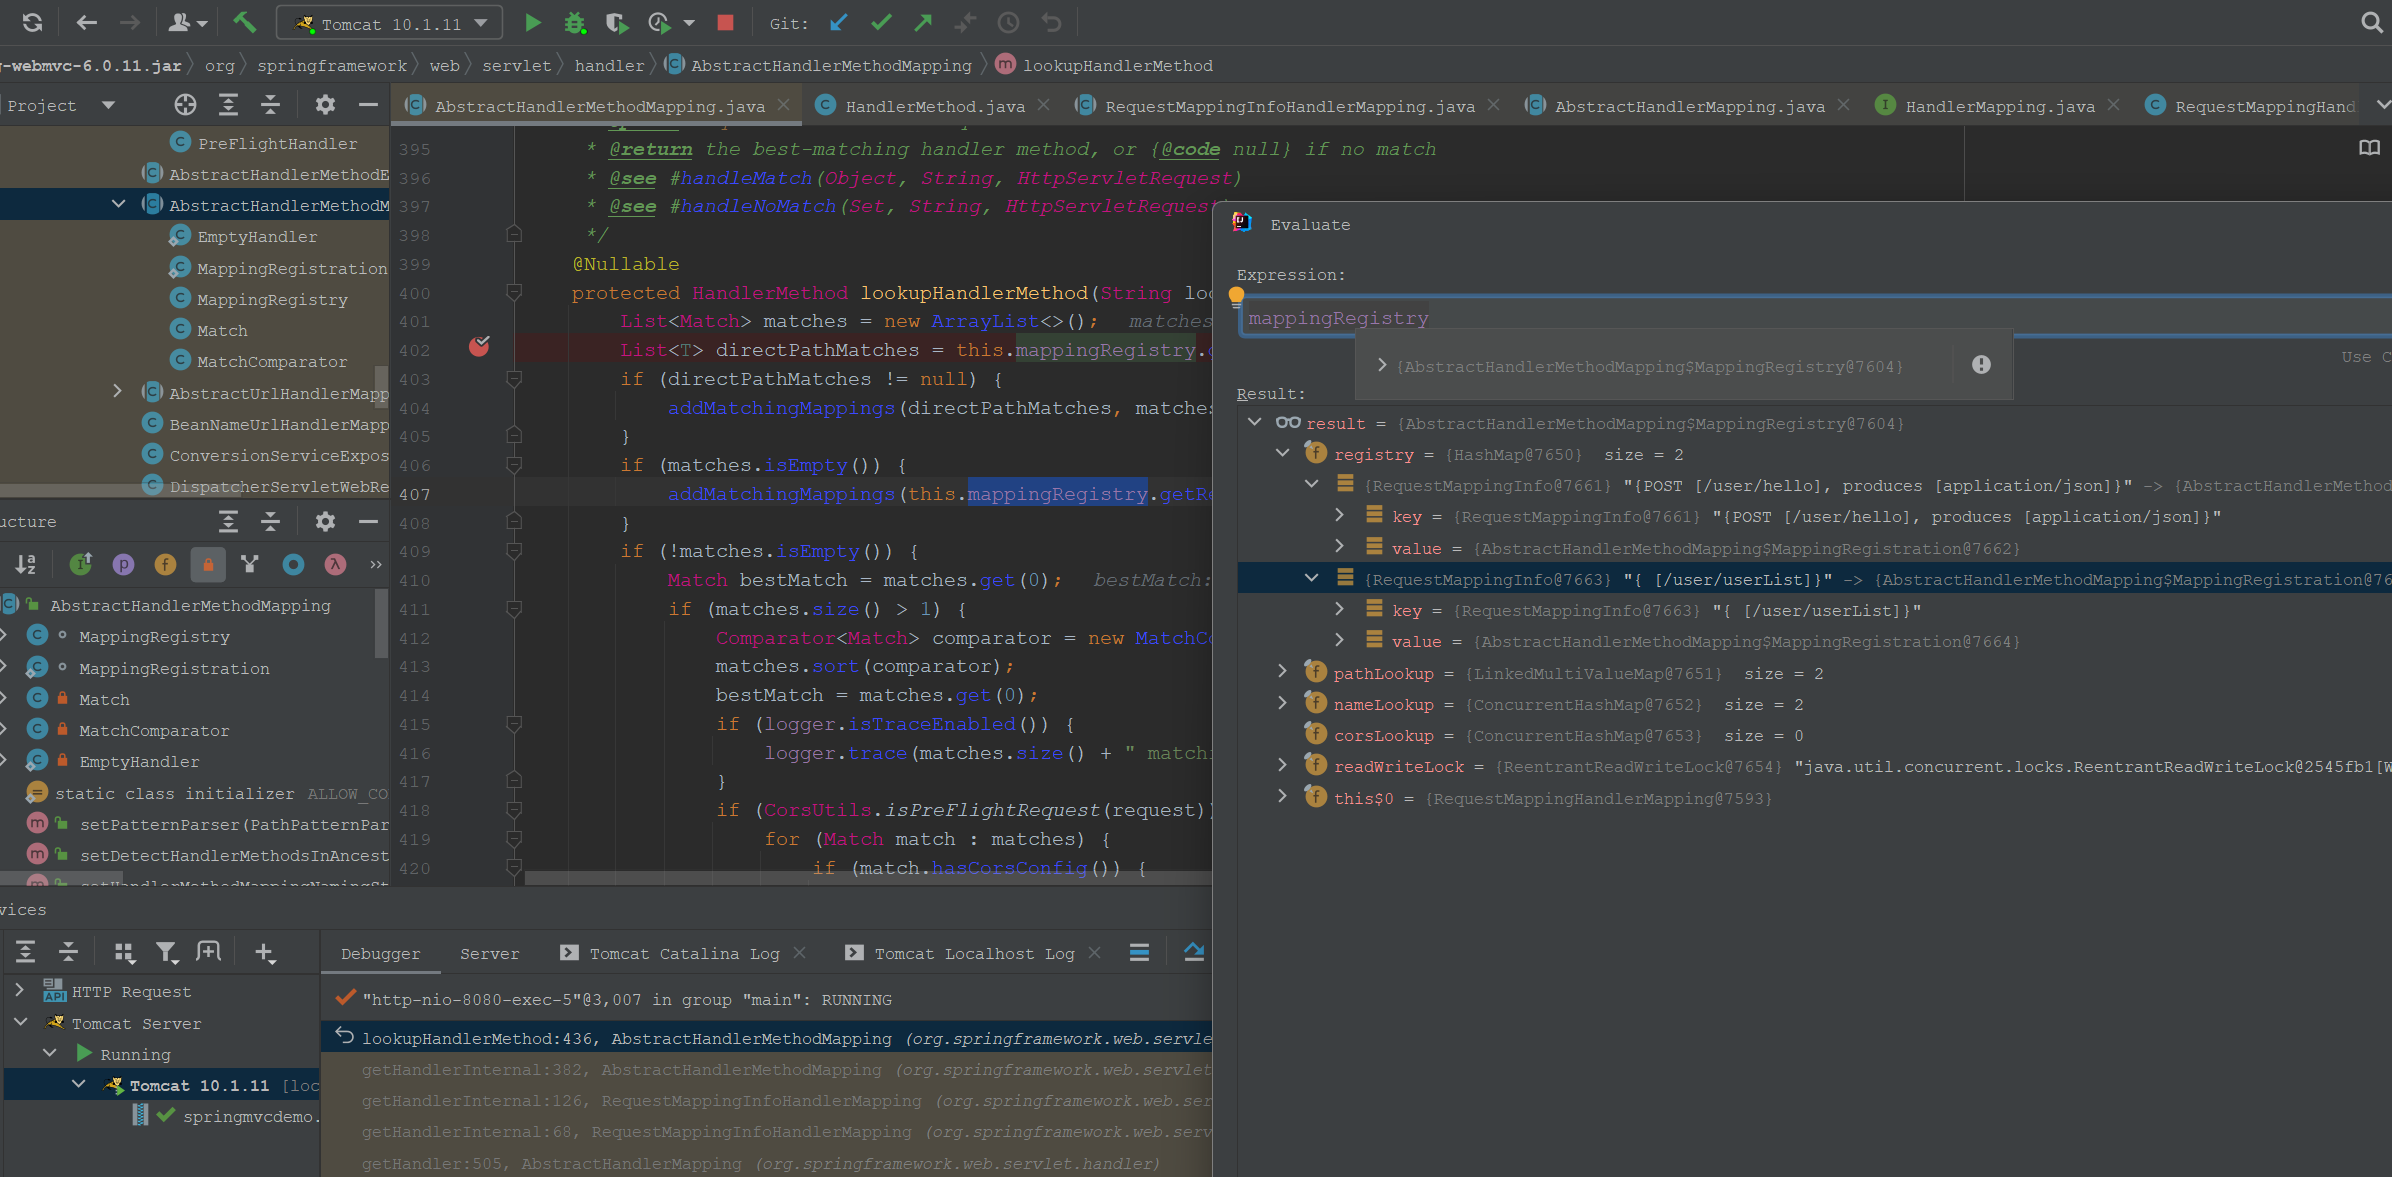 Tomcat 10.1.11
Git:
-webmvc-6.0.11.jar
org
springframework
web
servlet
handler
AbstractHandlerMethodMapping
lookupHandlerMethod
Project
AbstractHandlerMethodMapping.java
HandlerMethod.java
RequestMappingInfoHandlerMapping.java
AbstractHandlerMapping.java
HandlerMapping.java
RequestMappingHand
PreFlightHandler
AbstractHandlerMethodE
AbstractHandlerMethodM
EmptyHandler
MappingRegistration
MappingRegistry
Match
MatchComparator
AbstractUrlHandlerMapp
BeanNameUrlHandlerMapp
ConversionServiceExpos
DispatcherServletWebRe
ucture
AbstractHandlerMethodMapping
MappingRegistry
MappingRegistration
Match
MatchComparator
EmptyHandler
static class initializer ALLOW_CO
setPatternParser(PathPatternPar
setDetectHandlerMethodsInAncest
395 * @return the best-matching handler method, or {@code null} if no match
396 * @see #handleMatch(Object, String, HttpServletRequest)
397 * @see #handleNoMatch(Set, String, HttpServletRequest
398 */
399 @Nullable
400 protected HandlerMethod lookupHandlerMethod(String loo
401 List<Match> matches = new ArrayList<>(); matches
402 List<T> directPathMatches = this.mappingRegistry.
403 if (directPathMatches != null) {
404 addMatchingMappings(directPathMatches, matches
405 }
406 if (matches.isEmpty()) {
407 addMatchingMappings(this.mappingRegistry.getRe
408 }
409 if (!matches.isEmpty()) {
410 Match bestMatch = matches.get(0); bestMatch:
411 if (matches.size() > 1) {
412 Comparator<Match> comparator = new MatchCo
413 matches.sort(comparator);
414 bestMatch = matches.get(0);
415 if (logger.isTraceEnabled()) {
416 logger.trace(matches.size() + " matchi
417 }
418 if (CorsUtils.isPreFlightRequest(request))
419 for (Match match : matches) {
420 if (match.hasCorsConfig()) {
Evaluate
Expression:
mappingRegistry
{AbstractHandlerMethodMapping$MappingRegistry@7604}
Use C
Result:
result = {AbstractHandlerMethodMapping$MappingRegistry@7604}
registry = {HashMap@7650} size = 2
{RequestMappingInfo@7661} "{POST [/user/hello], produces [application/json]}" -> {AbstractHandlerMethod
key = {RequestMappingInfo@7661} "{POST [/user/hello], produces [application/json]}"
value = {AbstractHandlerMethodMapping$MappingRegistration@7662}
{RequestMappingInfo@7663} "{ [/user/userList]}" -> {AbstractHandlerMethodMapping$MappingRegistration@76
key = {RequestMappingInfo@7663} "{ [/user/userList]}"
value = {AbstractHandlerMethodMapping$MappingRegistration@7664}
pathLookup = {LinkedMultiValueMap@7651} size = 2
nameLookup = {ConcurrentHashMap@7652} size = 2
corsLookup = {ConcurrentHashMap@7653} size = 0
readWriteLock = {ReentrantReadWriteLock@7654} "java.util.concurrent.locks.ReentrantReadWriteLock@2545fb1[W
this$0 = {RequestMappingHandlerMapping@7593}
vices
Debugger
Server
Tomcat Catalina Log
Tomcat Localhost Log
HTTP Request
Tomcat Server
Running
Tomcat 10.1.11 [loc
springmvcdemo.
"http-nio-8080-exec-5"@3,007 in group "main": RUNNING
lookupHandlerMethod:436, AbstractHandlerMethodMapping (org.springframework.web.servle
getHandlerInternal:382, AbstractHandlerMethodMapping (org.springframework.web.servlet
getHandlerInternal:126, RequestMappingInfoHandlerMapping (org.springframework.web.ser
getHandlerInternal:68, RequestMappingInfoHandlerMapping (org.springframework.web.serv
getHandler:505, AbstractHandlerMapping (org.springframework.web.servlet.handler)